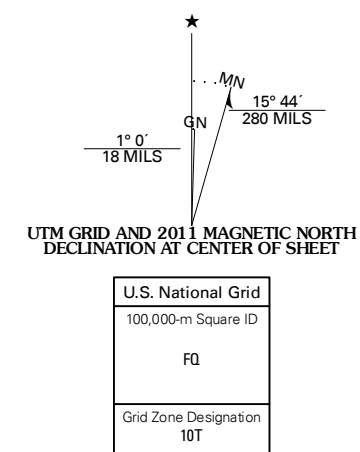 ★
MN
GN
15° 44´
280 MILS
1° 0´
18 MILS
UTM GRID AND 2011 MAGNETIC NORTH
DECLINATION AT CENTER OF SHEET
U.S. National Grid
100,000-m Square ID
FQ
Grid Zone Designation
10T